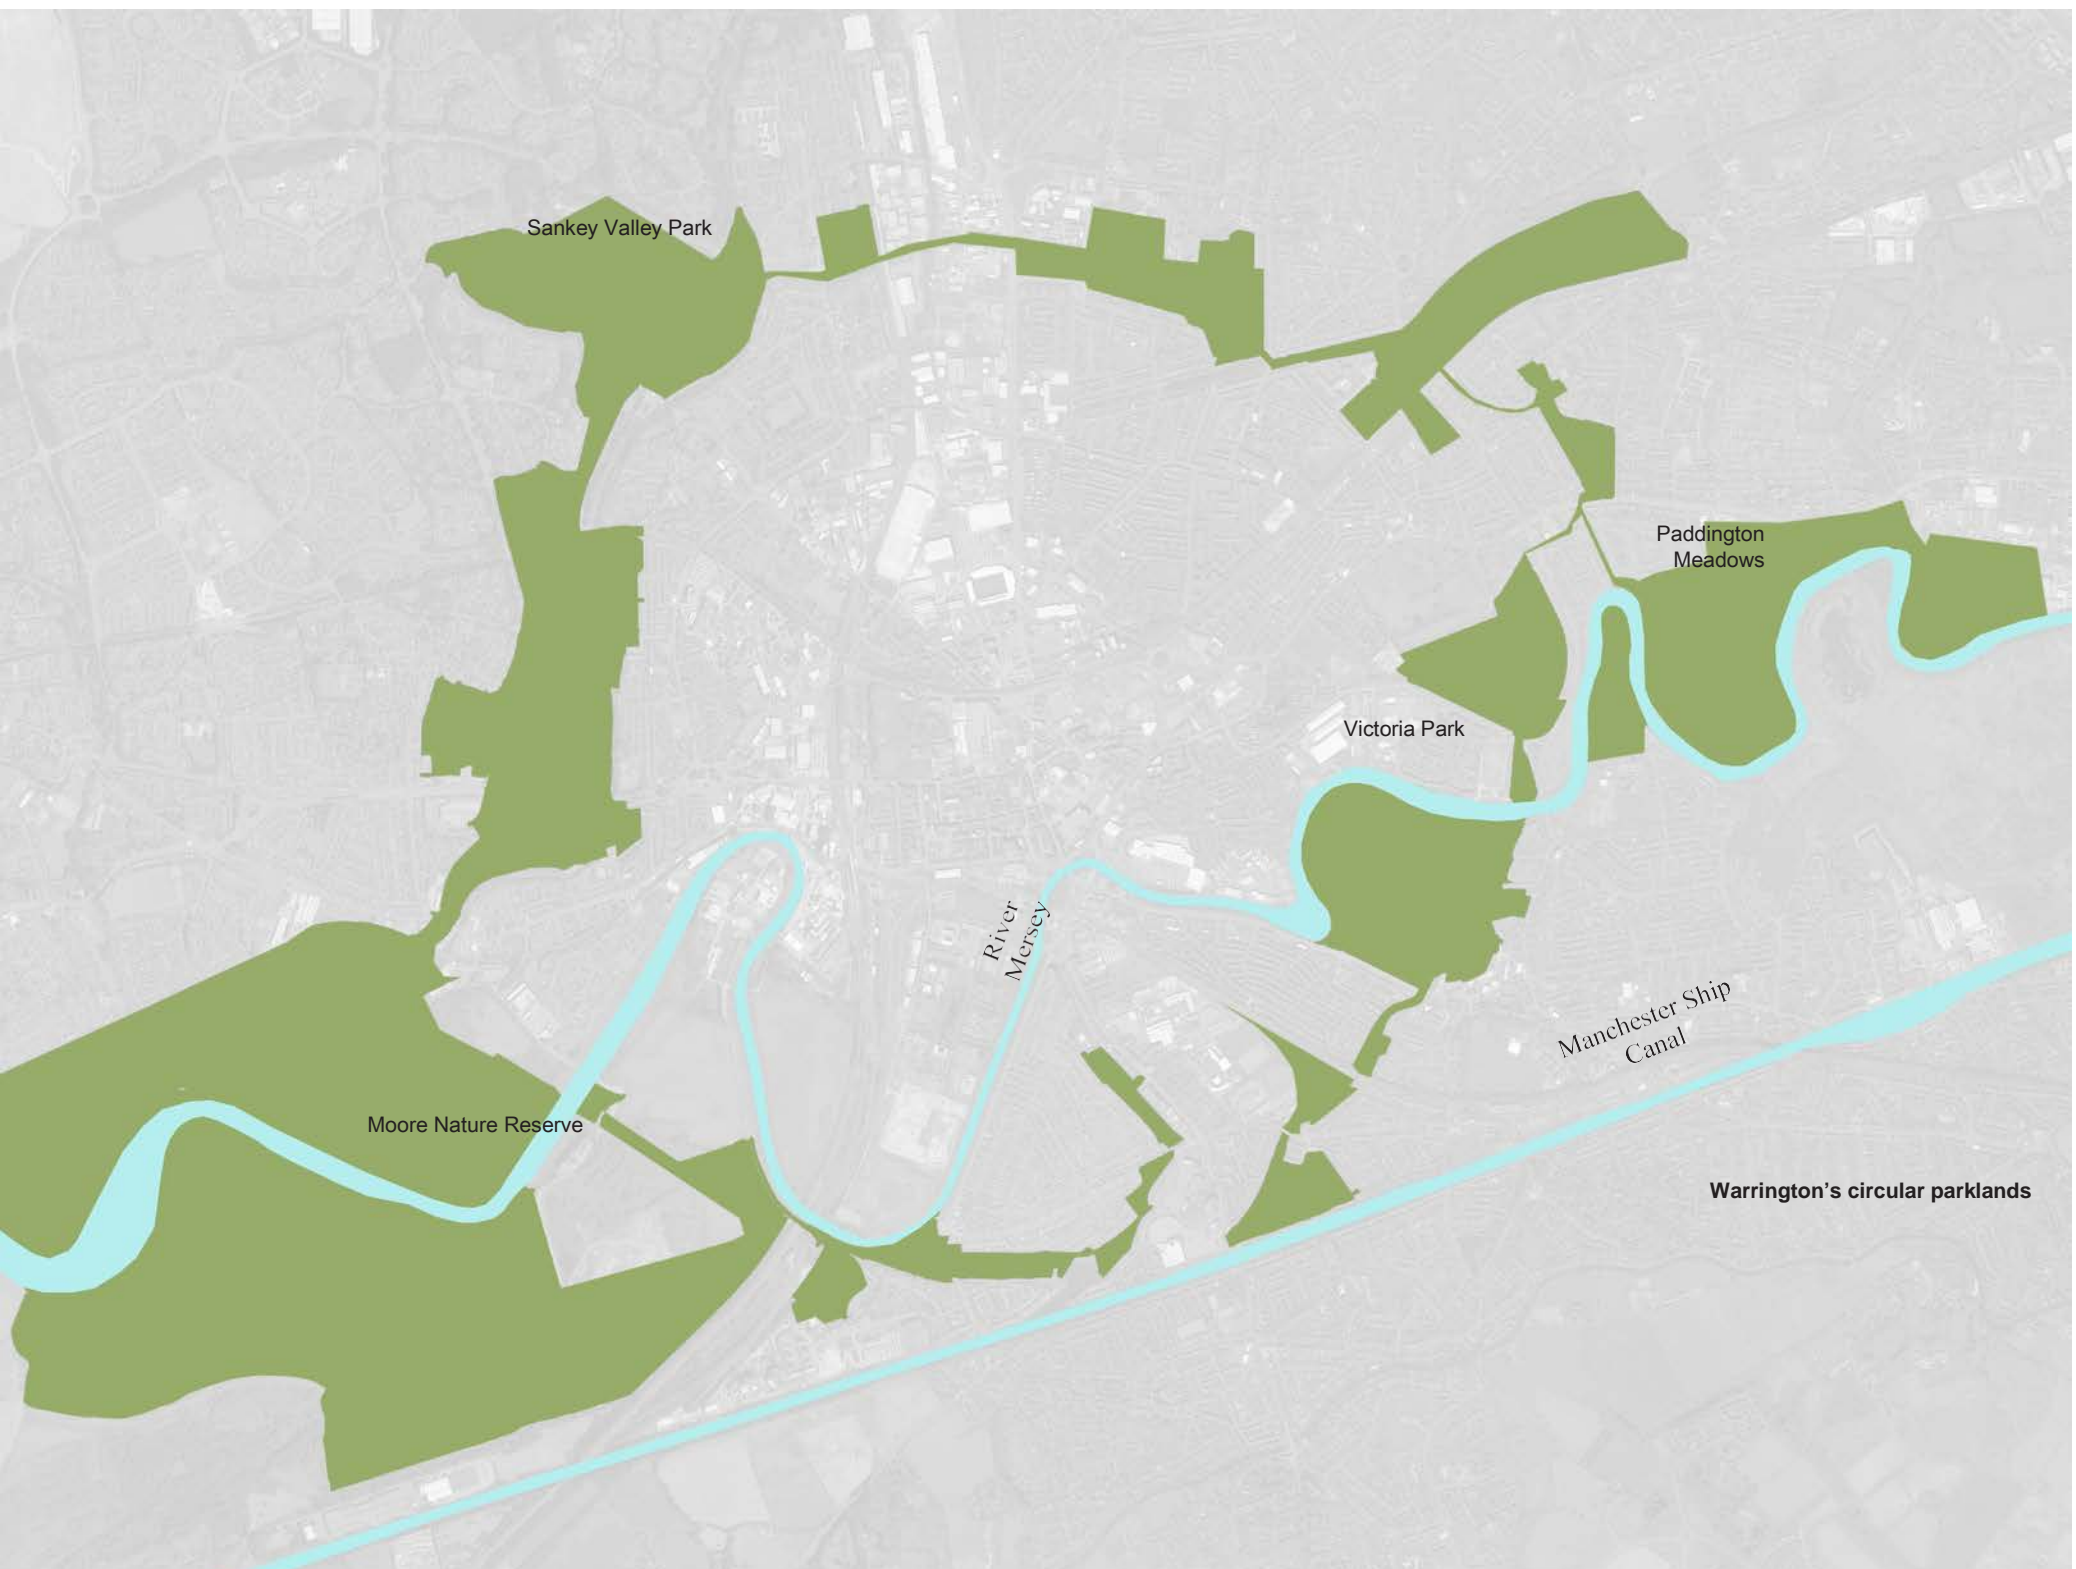 Sankey Valley Park
Paddington
Meadows
Victoria Park
River
Mersey
Manchester Ship
Canal
Moore Nature Reserve
Warrington’s circular parklands